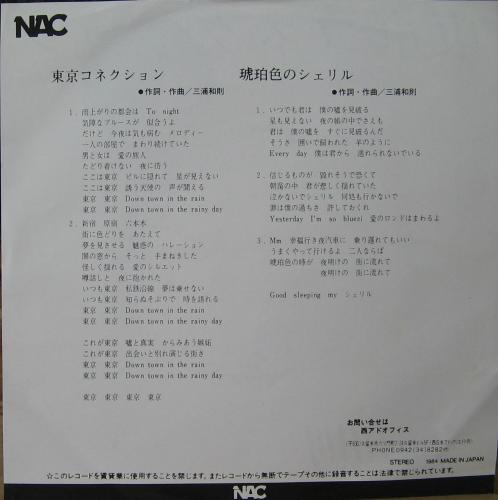 NAC
東京コネクション
●作詞・作曲／三浦和則
1. 雨上がりの都会は To night
気障なブルースが 似合うよ
だけど 今夜は気も病む メロディー
一人の部屋で まわり続けていた
男と女は 愛の旅人
たどり着けない 夜に彷う
ここは東京 ビルに隠れて 星が見えない
ここは東京 誘う天使の 声が聞える
東京 東京 Down town in the rain
東京 東京 Down town in the rainy day
2. 新宿 原宿 六本木
街に色どりを あたえて
夢を見させる 魅惑の ハレーション
闇の窓から そっと 手まねきした
怪しく揺れる 愛のシルエット
噂話しと 夜に抱かれた
いつも東京 私鉄沿線 夢は乗せない
いつも東京 知らぬそぶりで 時を語れる
東京 東京 Down town in the rain
東京 東京 Down town in the rainy day
これが東京 嘘と真実 からみあう嫉妬
これが東京 出会いと別れ演じる街さ
東京 東京 Down town in the rain
東京 東京 Down town in the rainy day
東京 東京 東京 東京
琥珀色のシェリル
●作詞・作曲／三浦和則
1. いつでも君は 僕の嘘を見破る
星も見えない 夜の帳の中でさえも
君は 僕の嘘を すぐに見破るんだ
そうさ 囲いで飼われた 羊のように
Every day 僕は君から 逃れられないでいる
2. 信じるものが 毀れそうで恐くて
朝靄の中 君が悲しく揺れていた
泣かないでシェリル 何処も行かないで
罪は僕の過ちさ 許しておくれ
Yesterday I'm so bluezi 愛のロンドはまわるよ
3. Mm 幸福行き夜汽車に 乗り遅れてもいい
うまくやって行けるよ 二人ならば
琥珀色の時が 夜明けの 街に流れて
夜明けの 街に流れて
Good sleeping my シェリル
お問い合せは
西アドオフィス
PHONE0942(34)8282
STEREO 1984 MADE IN JAPAN
☆このレコードを賃貸業に使用することを禁じます。またレコードから無断でテープその他に録音することは法律で禁じられています。
NAC